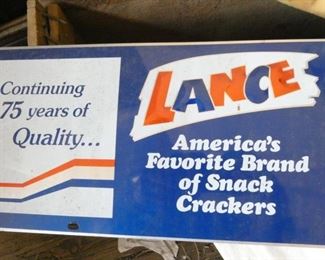 Continuing
75 years of
Quality...
LANCE
America's
Favorite Brand
of Snack
Crackers